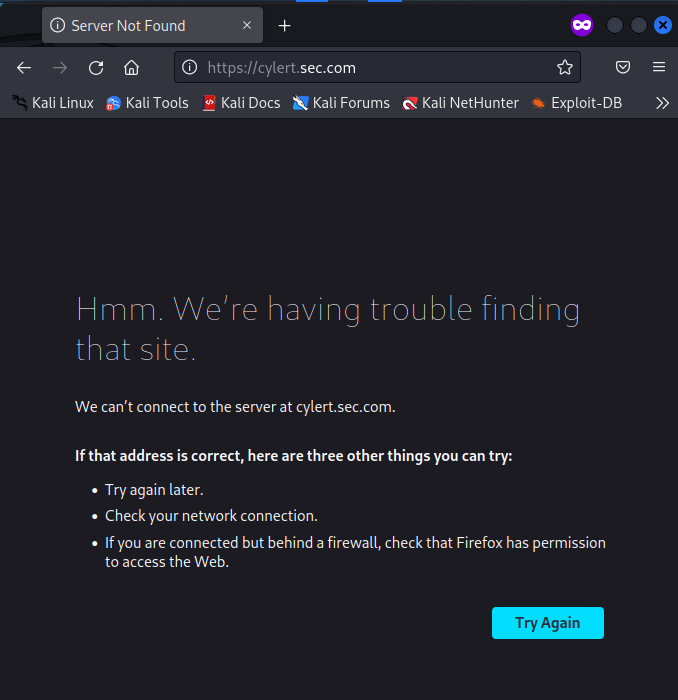 Server Not Found
https://cylert.sec.com
Kali Linux Kali Tools Kali Docs Kali Forums Kali NetHunter Exploit-DB
Hmm. We’re having trouble finding
that site.
We can’t connect to the server at cylert.sec.com.
If that address is correct, here are three other things you can try:
• Try again later.
• Check your network connection.
• If you are connected but behind a firewall, check that Firefox has permission
to access the Web.
Try Again